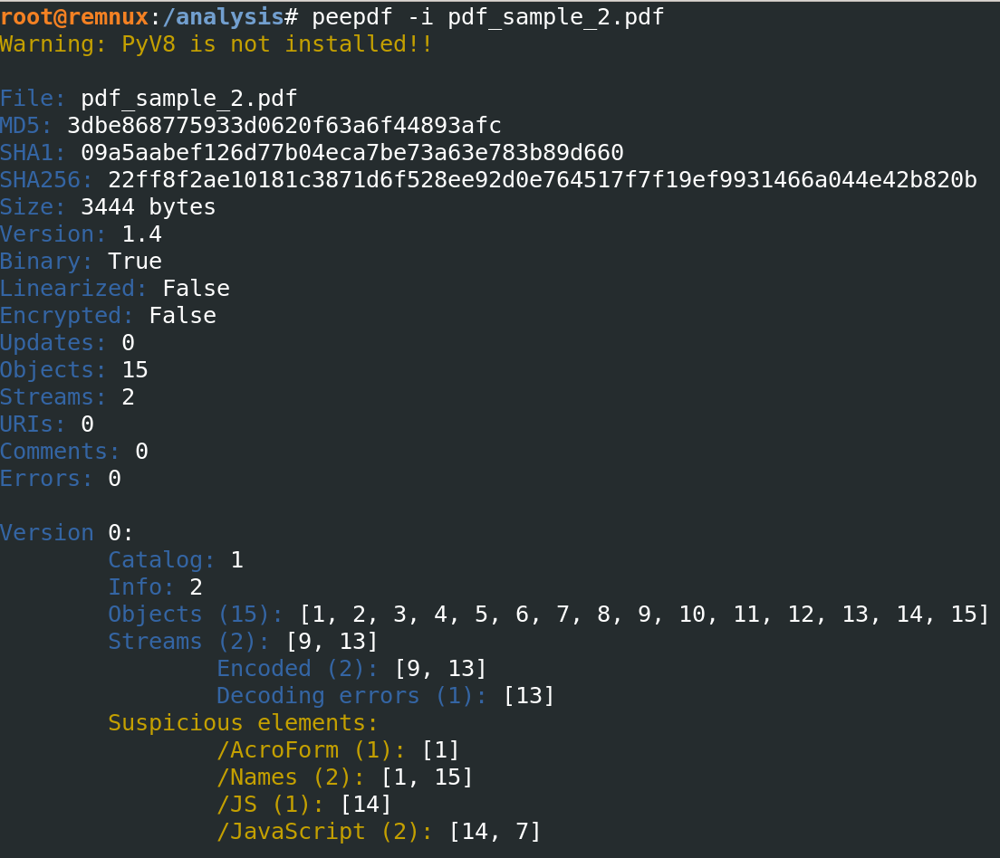 root@remnux:/analysis# peepdf -i pdf_sample_2.pdf
Warning: PyV8 is not installed!!
File: pdf_sample_2.pdf
MD5: 3dbe868775933d0620f63a6f44893afc
SHA1: 09a5aabef126d77b04eca7be73a63e783b89d660
SHA256: 22ff8f2ae10181c3871d6f528ee92d0e764517f7f19ef9931466a044e42b820b
Size: 3444 bytes
Version: 1.4
Binary: True
Linearized: False
Encrypted: False
Updates: 0
Objects: 15
Streams: 2
URIs: 0
Comments: 0
Errors: 0
Version 0:
Catalog: 1
Info: 2
Objects (15): [1, 2, 3, 4, 5, 6, 7, 8, 9, 10, 11, 12, 13, 14, 15]
Streams (2): [9, 13]
Encoded (2): [9, 13]
Decoding errors (1): [13]
Suspicious elements:
/AcroForm (1): [1]
/Names (2): [1, 15]
/JS (1): [14]
/JavaScript (2): [14, 7]